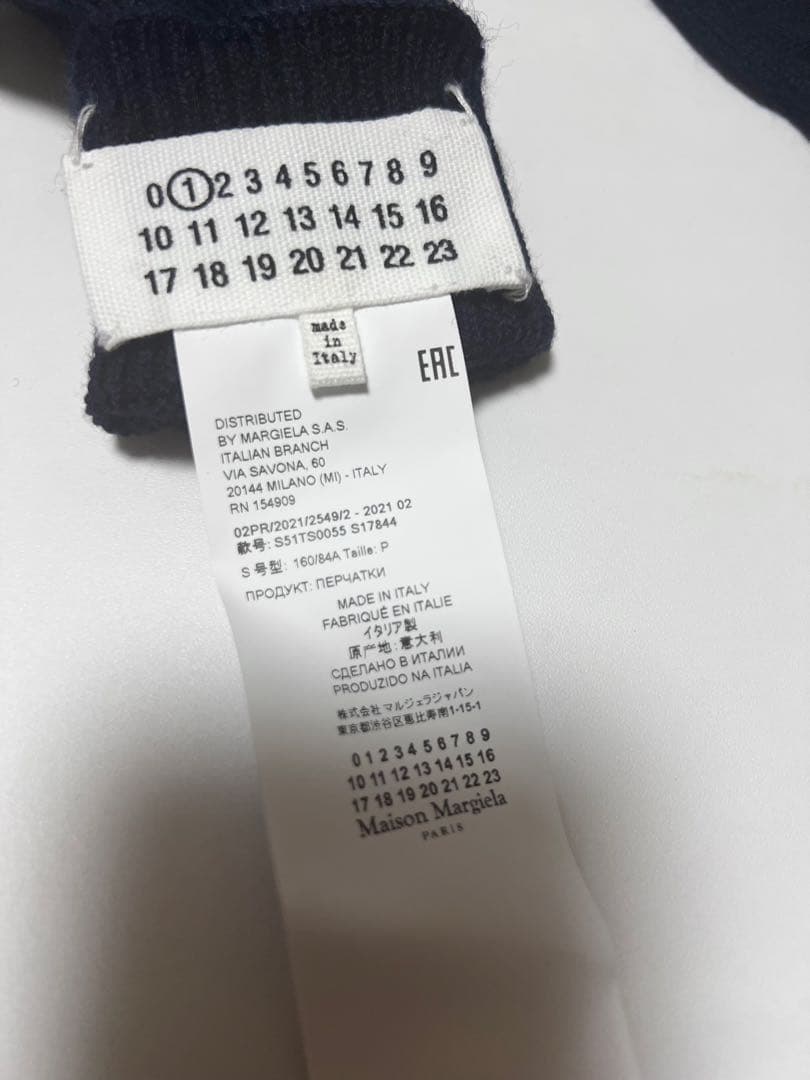 0 1 2 3 4 5 6 7 8 9
10 11 12 13 14 15 16
17 18 19 20 21 22 23
made
in
Italy
EAC
DISTRIBUTED
BY MARGIELA S.A.S.
ITALIAN BRANCH
VIA SAVONA, 60
20144 MILANO (MI) - ITALY
RN 154909
02PR/2021/2549/2 - 2021 02
款号: S51TS0055 S17844
S 号型: 160/84A Taille: P
ПРОДУКТ: ПЕРЧАТКИ
MADE IN ITALY
FABRIQUÉ EN ITALIE
イタリア製
原产地: 意大利
СДЕЛАНО В ИТАЛИИ
PRODUZIDO NA ITALIA
株式会社 マルジェラジャパン
東京都渋谷区恵比寿南1-15-1
0 1 2 3 4 5 6 7 8 9
10 11 12 13 14 15 16
17 18 19 20 21 22 23
Maison Margiela
PARIS